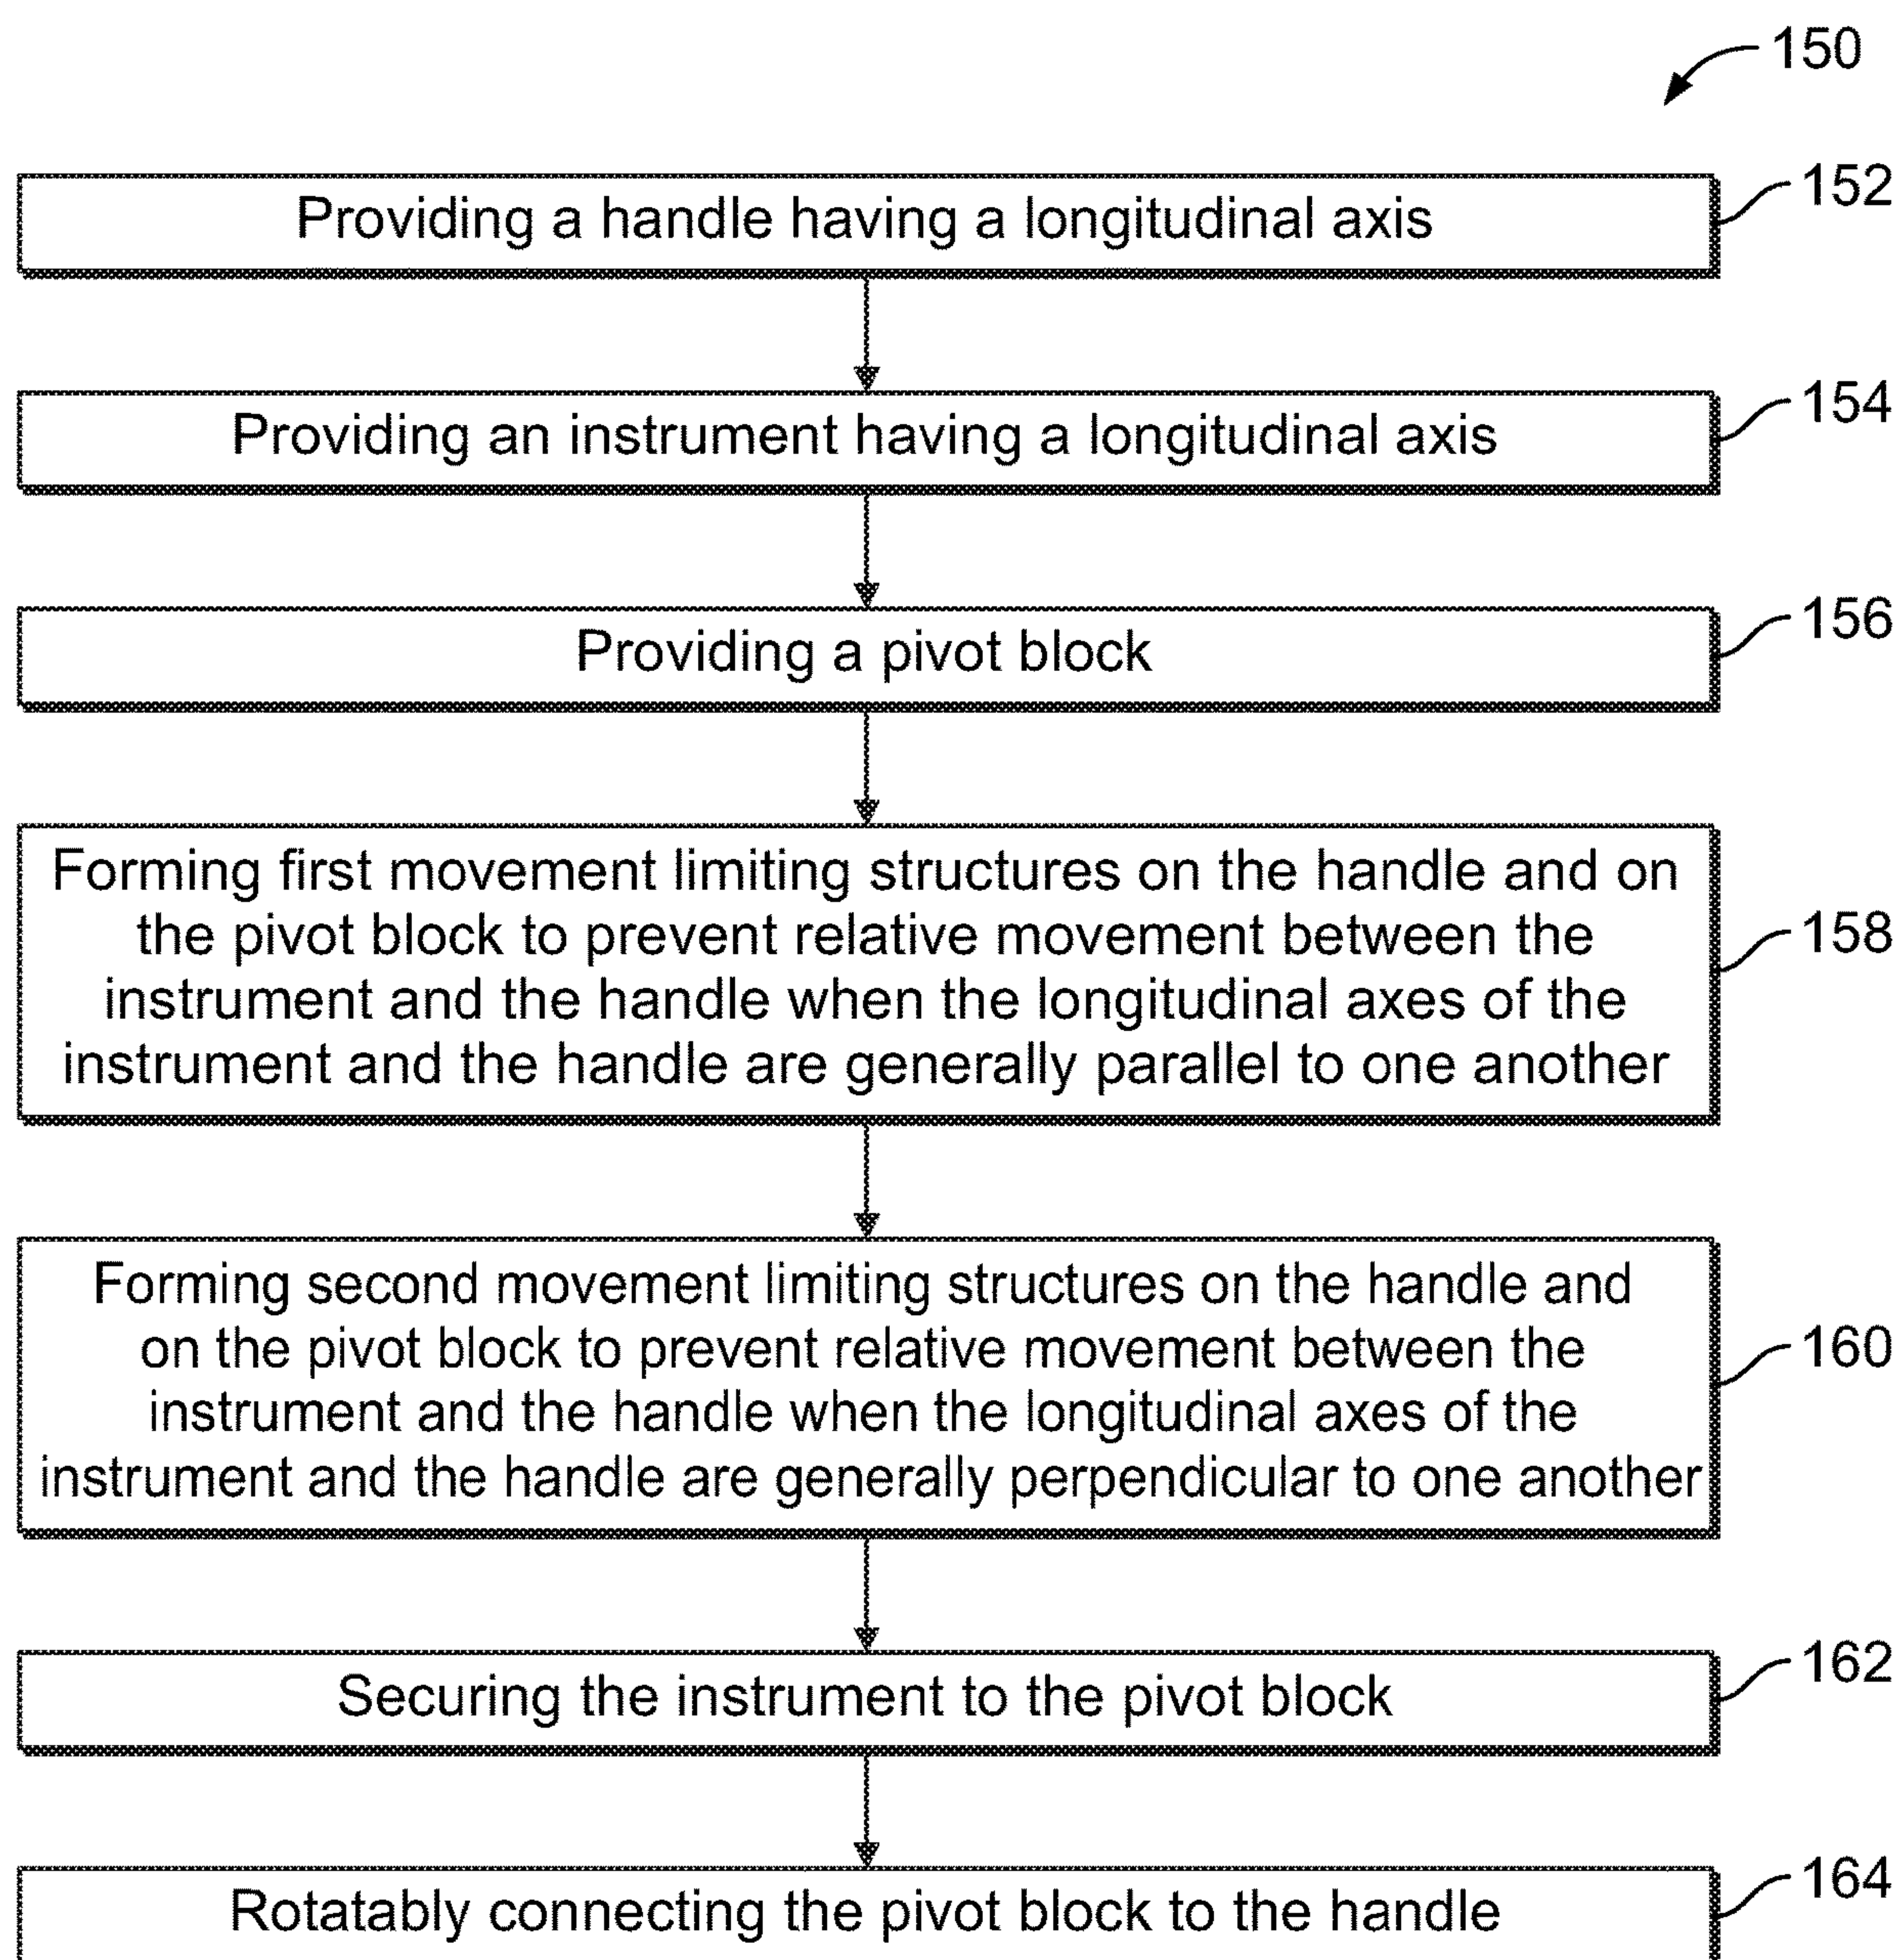 150
Providing a handle having a longitudinal axis
152
Providing an instrument having a longitudinal axis
154
Providing a pivot block
156
Forming first movement limiting structures on the handle and on
the pivot block to prevent relative movement between the
instrument and the handle when the longitudinal axes of the
instrument and the handle are generally parallel to one another
158
Forming second movement limiting structures on the handle and
on the pivot block to prevent relative movement between the
instrument and the handle when the longitudinal axes of the
instrument and the handle are generally perpendicular to one another
160
Securing the instrument to the pivot block
162
Rotatably connecting the pivot block to the handle
164